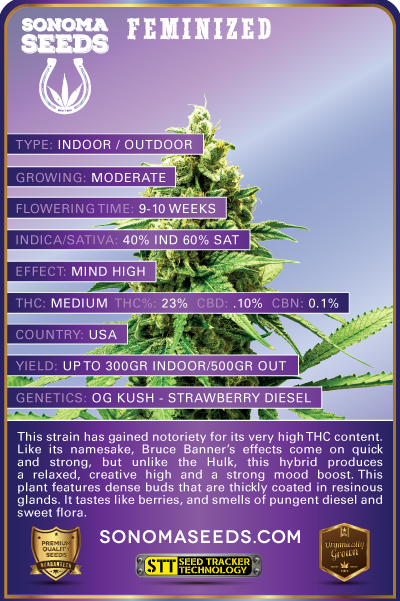 SONOMA
SEEDS
FEMINIZED
TYPE: INDOOR / OUTDOOR
GROWING: MODERATE
FLOWERING TIME: 9-10 WEEKS
INDICA/SATIVA: 40% IND 60% SAT
EFFECT: MIND HIGH
THC: MEDIUM THC%: 23% CBD: .10% CBN: 0.1%
COUNTRY: USA
YIELD: UP TO 300GR INDOOR/500GR OUT
GENETICS: OG KUSH - STRAWBERRY DIESEL
This strain has gained notoriety for its very high THC content.
Like its namesake, Bruce Banner's effects come on quick
and strong, but unlike the Hulk, this hybrid produces
a relaxed, creative high and a strong mood boost. This
plant features dense buds that are thickly coated in resinous
glands. It tastes like berries, and smells of pungent diesel and
sweet flora.
PREMIUM
QUALITY
SEEDS
SONOMASEEDS.COM
STT SEED TRACKER
TECHNOLOGY
Organically
Grown